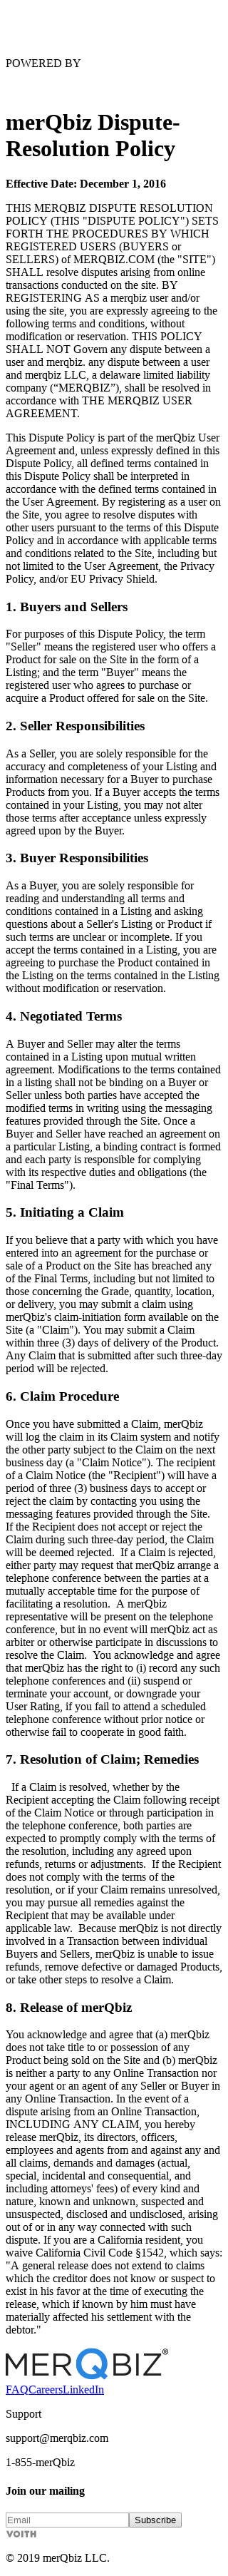 POWERED BY
merQbiz Dispute-
Resolution Policy
Effective Date: December 1, 2016
THIS MERQBIZ DISPUTE RESOLUTION
POLICY (THIS "DISPUTE POLICY") SETS
FORTH THE PROCEDURES BY WHICH
REGISTERED USERS (BUYERS or
SELLERS) of MERQBIZ.COM (the "SITE")
SHALL resolve disputes arising from online
transactions conducted on the site. BY
REGISTERING AS a merqbiz user and/or
using the site, you are expressly agreeing to the
following terms and conditions, without
modification or reservation. THIS POLICY
SHALL NOT Govern any dispute between a
user and merqbiz. any dispute between a user
and merqbiz LLC, a delaware limited liability
company (“MERQBIZ”), shall be resolved in
accordance with THE MERQBIZ USER
AGREEMENT.
This Dispute Policy is part of the merQbiz User
Agreement and, unless expressly defined in this
Dispute Policy, all defined terms contained in
this Dispute Policy shall be interpreted in
accordance with the defined terms contained in
the User Agreement. By registering as a user on
the Site, you agree to resolve disputes with
other users pursuant to the terms of this Dispute
Policy and in accordance with applicable terms
and conditions related to the Site, including but
not limited to the User Agreement, the Privacy
Policy, and/or EU Privacy Shield.
1. Buyers and Sellers
For purposes of this Dispute Policy, the term
"Seller" means the registered user who offers a
Product for sale on the Site in the form of a
Listing; and the term "Buyer" means the
registered user who agrees to purchase or
acquire a Product offered for sale on the Site.
2. Seller Responsibilities
As a Seller, you are solely responsible for the
accuracy and completeness of your Listing and
information necessary for a Buyer to purchase
Products from you. If a Buyer accepts the terms
contained in your Listing, you may not alter
those terms after acceptance unless expressly
agreed upon by the Buyer.
3. Buyer Responsibilities
As a Buyer, you are solely responsible for
reading and understanding all terms and
conditions contained in a Listing and asking
questions about a Seller's Listing or Product if
such terms are unclear or incomplete. If you
accept the terms contained in a Listing, you are
agreeing to purchase the Product contained in
the Listing on the terms contained in the Listing
without modification or reservation.
4. Negotiated Terms
A Buyer and Seller may alter the terms
contained in a Listing upon mutual written
agreement. Modifications to the terms contained
in a listing shall not be binding on a Buyer or
Seller unless both parties have accepted the
modified terms in writing using the messaging
features provided through the Site. Once a
Buyer and Seller have reached an agreement on
a particular Listing, a binding contract is formed
and each party is responsible for complying
with its respective duties and obligations (the
"Final Terms").
5. Initiating a Claim
If you believe that a party with which you have
entered into an agreement for the purchase or
sale of a Product on the Site has breached any
of the Final Terms, including but not limited to
those concerning the Grade, quantity, location,
or delivery, you may submit a claim using
merQbiz's claim-initiation form available on the
Site (a "Claim"). You may submit a Claim
within three (3) days of delivery of the Product.
Any Claim that is submitted after such three-day
period will be rejected.
6. Claim Procedure
Once you have submitted a Claim, merQbiz
will log the claim in its Claim system and notify
the other party subject to the Claim on the next
business day (a "Claim Notice"). The recipient
of a Claim Notice (the "Recipient") will have a
period of three (3) business days to accept or
reject the claim by contacting you using the
messaging features provided through the Site.
If the Recipient does not accept or reject the
Claim during such three-day period, the Claim
will be deemed rejected. If a Claim is rejected,
either party may request that merQbiz arrange a
telephone conference between the parties at a
mutually acceptable time for the purpose of
facilitating a resolution. A merQbiz
representative will be present on the telephone
conference, but in no event will merQbiz act as
arbiter or otherwise participate in discussions to
resolve the Claim. You acknowledge and agree
that merQbiz has the right to (i) record any such
telephone conferences and (ii) suspend or
terminate your account, or downgrade your
User Rating, if you fail to attend a scheduled
telephone conference without prior notice or
otherwise fail to cooperate in good faith.
7. Resolution of Claim; Remedies
If a Claim is resolved, whether by the
Recipient accepting the Claim following receipt
of the Claim Notice or through participation in
the telephone conference, both parties are
expected to promptly comply with the terms of
the resolution, including any agreed upon
refunds, returns or adjustments. If the Recipient
does not comply with the terms of the
resolution, or if your Claim remains unresolved,
you may pursue all remedies against the
Recipient that may be available under
applicable law. Because merQbiz is not directly
involved in a Transaction between individual
Buyers and Sellers, merQbiz is unable to issue
refunds, remove defective or damaged Products,
or take other steps to resolve a Claim.
8. Release of merQbiz
You acknowledge and agree that (a) merQbiz
does not take title to or possession of any
Product being sold on the Site and (b) merQbiz
is neither a party to any Online Transaction nor
your agent or an agent of any Seller or Buyer in
any Online Transaction. In the event of a
dispute arising from an Online Transaction,
INCLUDING ANY CLAIM, you hereby
release merQbiz, its directors, officers,
employees and agents from and against any and
all claims, demands and damages (actual,
special, incidental and consequential, and
including attorneys' fees) of every kind and
nature, known and unknown, suspected and
unsuspected, disclosed and undisclosed, arising
out of or in any way connected with such
dispute. If you are a California resident, you
waive California Civil Code §1542, which says:
"A general release does not extend to claims
which the creditor does not know or suspect to
exist in his favor at the time of executing the
release, which if known by him must have
materially affected his settlement with the
debtor."
MERQBIZ®
FAQCareersLinkedIn
Support
support@merqbiz.com
1-855-merQbiz
Join our mailing
Email Subscribe
VOITH
© 2019 merQbiz LLC.